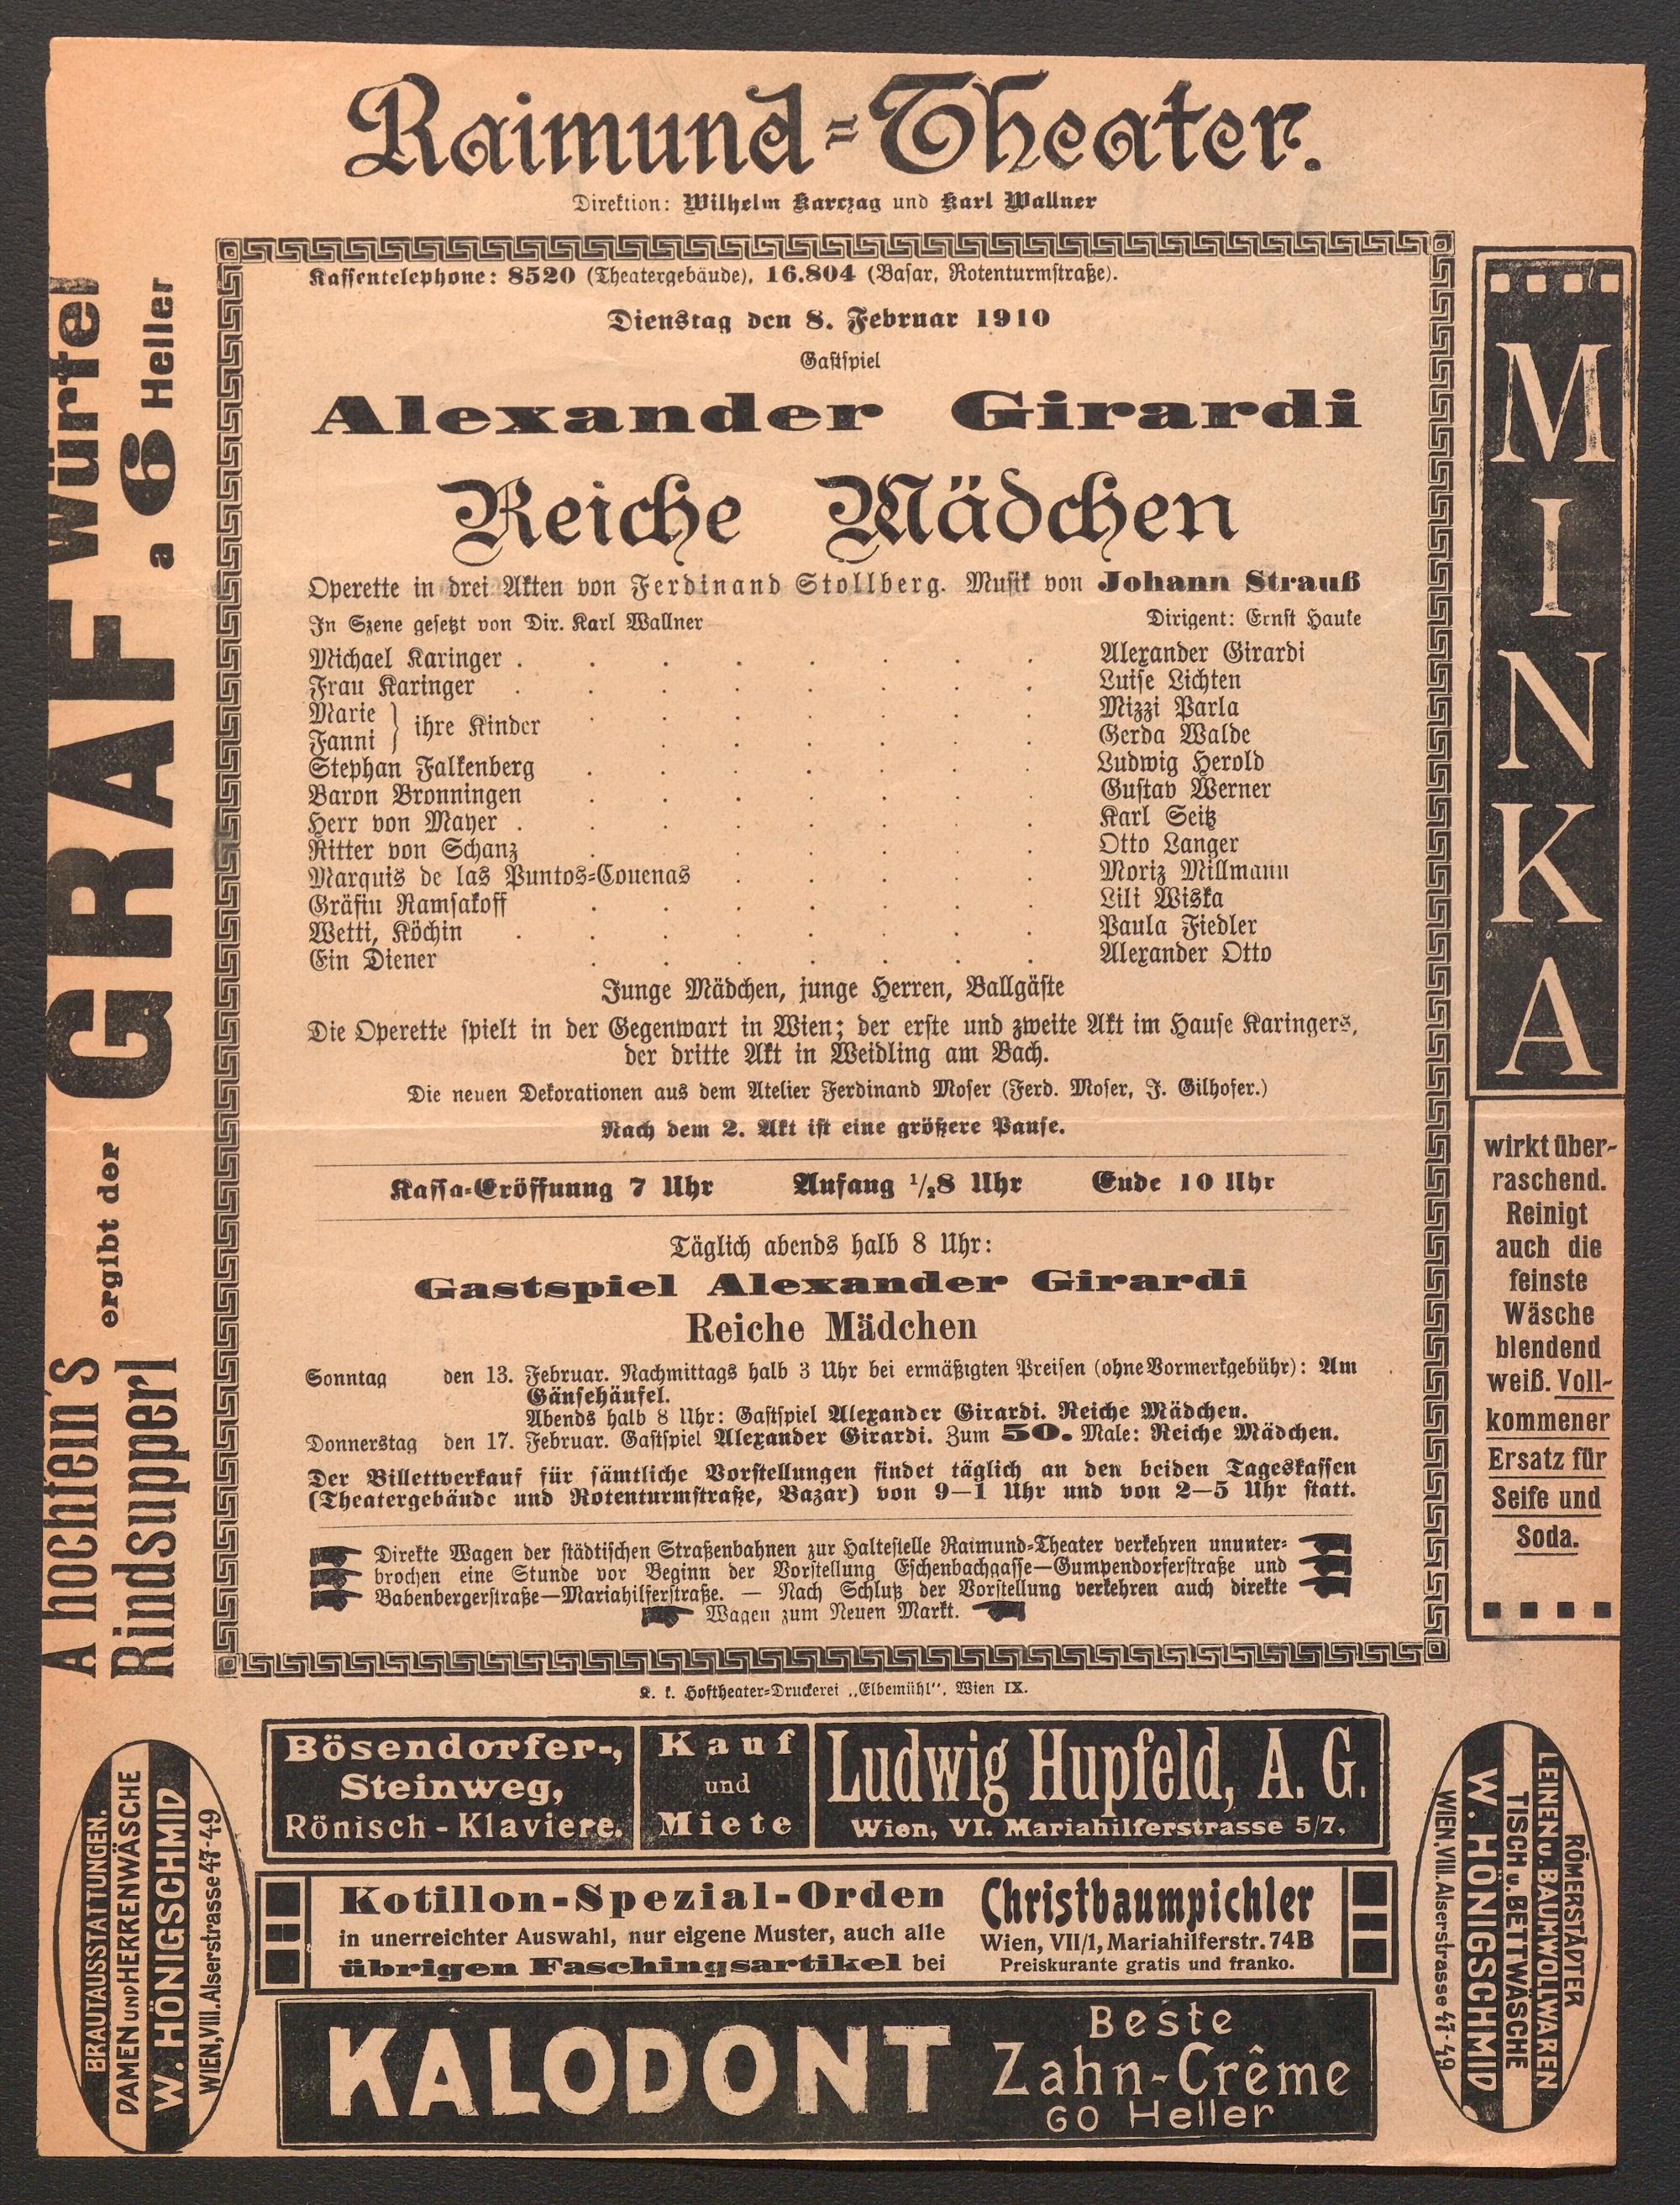 Raimund-Theater.
Direktion: Wilhelm Karczag und Karl Wallner
Kassentelephone: 8520 (Theatergebäude), 16.804 (Basar, Rotenturmstraße).
Dienstag den 8. Februar 1910
Gastspiel
Alexander Girardi
Reiche Mädchen
Operette in drei Akten von Ferdinand Stollberg. Musik von Johann Strauß
In Szene gesetzt von Dir. Karl Wallner Dirigent: Ernst Hauke
Michael Karinger . . . . . . . . Alexander Girardi
Frau Karinger . . . . . . . . Luise Lichten
Marie } ihre Kinder . . . . . . . Mizzi Parla
Fanni } . . . . . . Gerda Walde
Stephan Falkenberg . . . . . . . Ludwig Herold
Baron Bronningen . . . . . . . Gustav Werner
Herr von Mayer . . . . . . . . Karl Seitz
Ritter von Schanz . . . . . . . Otto Langer
Marquis de las Puntos-Couenas . . . . . Moriz Millmann
Gräfin Ramsakoff . . . . . . . Lili Wiska
Wetti, Köchin . . . . . . . . Paula Fiedler
Ein Diener . . . . . . . Alexander Otto
Junge Mädchen, junge Herren, Ballgäste
Die Operette spielt in der Gegenwart in Wien; der erste und zweite Akt im Hause Karingers,
der dritte Akt in Weidling am Bach.
Die neuen Dekorationen aus dem Atelier Ferdinand Moser (Ferd. Moser, J. Gilhofer.)
Nach dem 2. Akt ist eine größere Pause.
Kassa-Eröffnung 7 Uhr Anfang 1/28 Uhr Ende 10 Uhr
Täglich abends halb 8 Uhr:
Gastspiel Alexander Girardi
Reiche Mädchen
Sonntag den 13. Februar. Nachmittags halb 3 Uhr bei ermäßigten Preisen (ohne Vormerkgebühr): Am
Gänsehäufel.
Abends halb 8 Uhr: Gastspiel Alexander Girardi. Reiche Mädchen.
Donnerstag den 17. Februar. Gastspiel Alexander Girardi. Zum 50. Male: Reiche Mädchen.
Der Billettverkauf für sämtliche Vorstellungen findet täglich an den beiden Tageskassen
(Theatergebäude und Rotenturmstraße, Bazar) von 9—1 Uhr und von 2—5 Uhr statt.
Direkte Wagen der städtischen Straßenbahnen zur Haltestelle Raimund-Theater verkehren ununter-
brochen eine Stunde vor Beginn der Vorstellung Eschenbachgasse—Gumpendorferstraße und
Babenbergerstraße—Mariahilferstraße. — Nach Schluß der Vorstellung verkehren auch direkte
Wagen zum Neuen Markt.
K. k. Hoftheater-Druckerei „Elbemühl“, Wien IX.
A hochfein's
Rindsupperl
ergibt der
GRAF Würfel
a 6 Heller
MINKA
wirkt über-
raschend.
Reinigt
auch die
feinste
Wäsche
blendend
weiß. Voll-
kommener
Ersatz für
Seife und
Soda.
Bösendorfer-,
Steinweg,
Rönisch-Klaviere.
Kauf
und
Miete
Ludwig Hupfeld, A. G.
Wien, VI. Mariahilferstrasse 5/7,
Kotillon-Spezial-Orden
in unerreichter Auswahl, nur eigene Muster, auch alle
übrigen Faschingsartikel bei
Christbaumpichler
Wien, VII/1, Mariahilferstr. 74B
Preiskurante gratis und franko.
KALODONT
Beste
Zahn-Crême
60 Heller
BRAUTAUSSTATTUNGEN.
DAMEN UND HERRENWÄSCHE
W. HÖNIGSCHMID
WIEN, VIII. Alserstrasse 47-49
RÖMERSTÄDTER
LEINEN u. BAUMWOLLWAREN
TISCH u. BETTWÄSCHE
W. HÖNIGSCHMID
WIEN, VIII. Alserstrasse 47-49